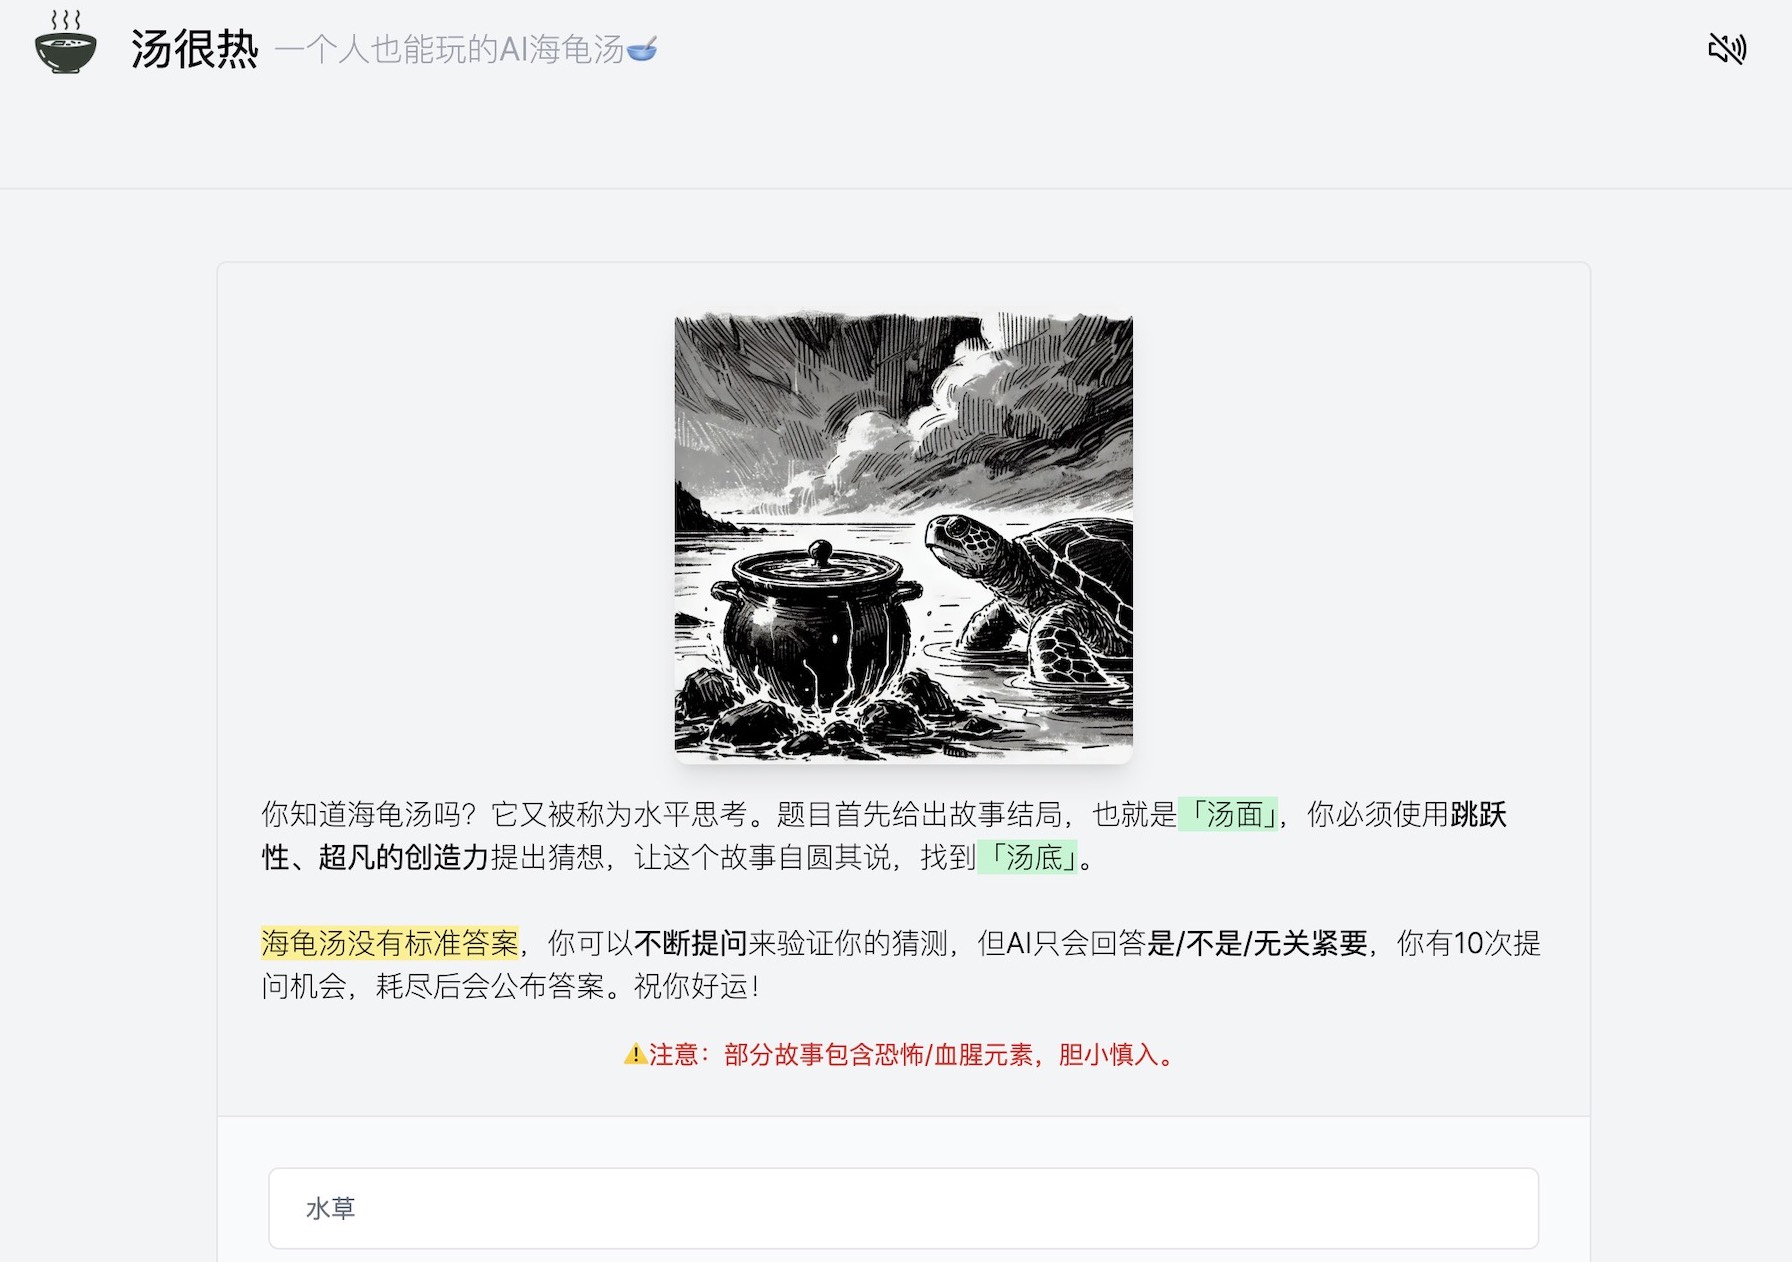 汤很热 一个人也能玩的AI海龟汤🥣
你知道海龟汤吗？它又被称为水平思考。题目首先给出故事结局，也就是「汤面」，你必须使用跳跃
性、超凡的创造力提出猜想，让这个故事自圆其说，找到「汤底」。
海龟汤没有标准答案，你可以不断提问来验证你的猜测，但AI只会回答是/不是/无关紧要，你有10次提
问机会，耗尽后会公布答案。祝你好运！
⚠️注意：部分故事包含恐怖/血腥元素，胆小慎入。
水草